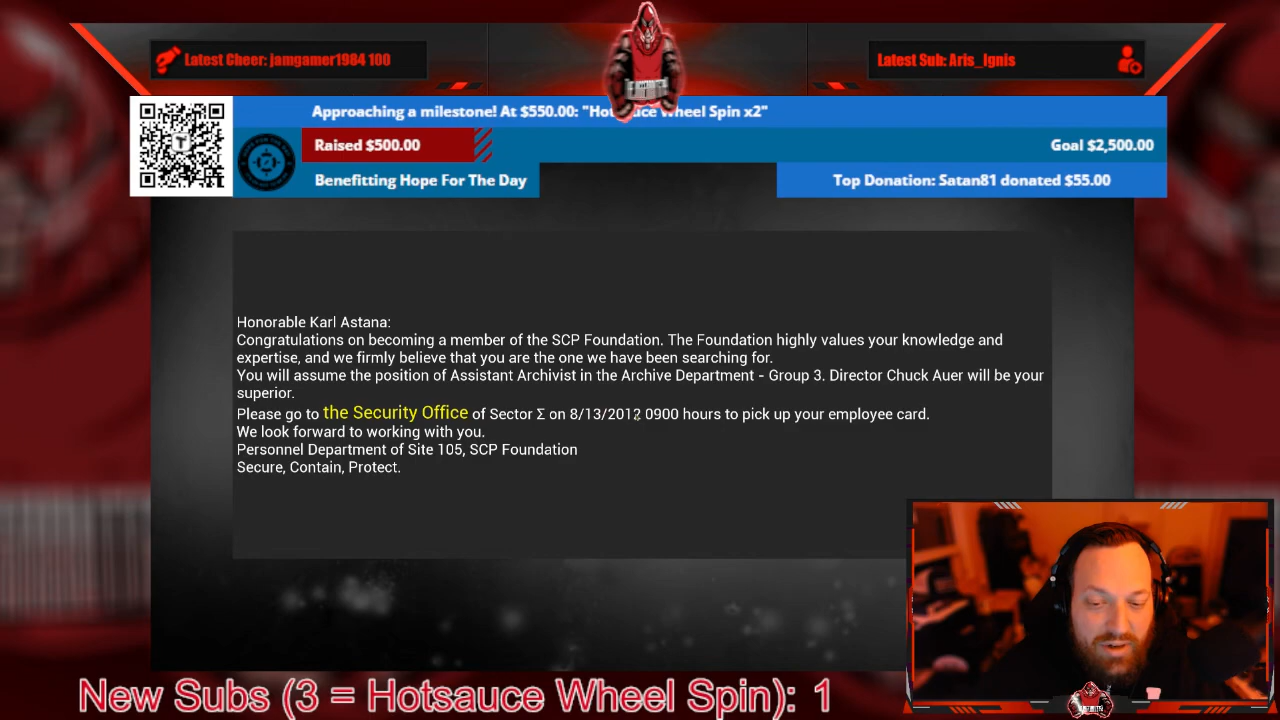 Latest Cheer: jamgamer1984 100
Latest Sub: Aris_Ignis
Approaching a milestone! At $550.00: "Hotsauce Wheel Spin x2"
Raised $500.00
Goal $2,500.00
Benefitting Hope For The Day
Top Donation: Satan81 donated $55.00
Honorable Karl Astana:
Congratulations on becoming a member of the SCP Foundation. The Foundation highly values your knowledge and
expertise, and we firmly believe that you are the one we have been searching for.
You will assume the position of Assistant Archivist in the Archive Department - Group 3. Director Chuck Auer will be your
superior.
Please go to the Security Office of Sector Σ on 8/13/2012 0900 hours to pick up your employee card.
We look forward to working with you.
Personnel Department of Site 105, SCP Foundation
Secure, Contain, Protect.
New Subs (3 = Hotsauce Wheel Spin): 1